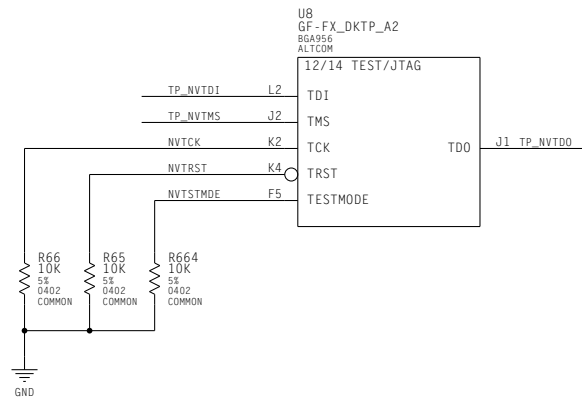 U8
GF-FX_DKTP_A2
BGA956
ALTCOM
12/14 TEST/JTAG
TP_NVTDI L2 TDI
TP_NVTMS J2 TMS
NVTCK K2 TCK TDO J1 TP_NVTDO
NVTRST K4 TRST
NVTSTMDE F5 TESTMODE
R66 R65 R664
10K 10K 10K
5% 5% 5%
0402 0402 0402
COMMON COMMON COMMON
GND